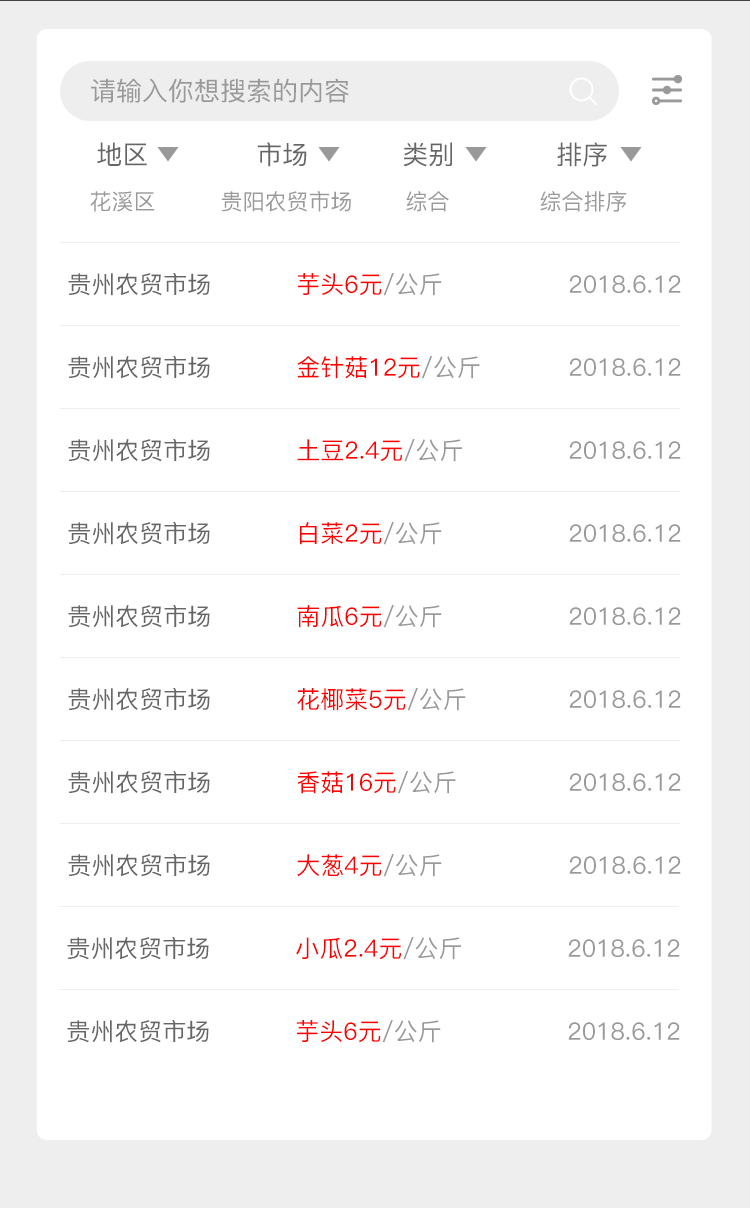 请输入你想搜索的内容
地区 市场 类别 排序
花溪区 贵阳农贸市场 综合 综合排序
贵州农贸市场 芋头6元/公斤 2018.6.12
贵州农贸市场 金针菇12元/公斤 2018.6.12
贵州农贸市场 土豆2.4元/公斤 2018.6.12
贵州农贸市场 白菜2元/公斤 2018.6.12
贵州农贸市场 南瓜6元/公斤 2018.6.12
贵州农贸市场 花椰菜5元/公斤 2018.6.12
贵州农贸市场 香菇16元/公斤 2018.6.12
贵州农贸市场 大葱4元/公斤 2018.6.12
贵州农贸市场 小瓜2.4元/公斤 2018.6.12
贵州农贸市场 芋头6元/公斤 2018.6.12